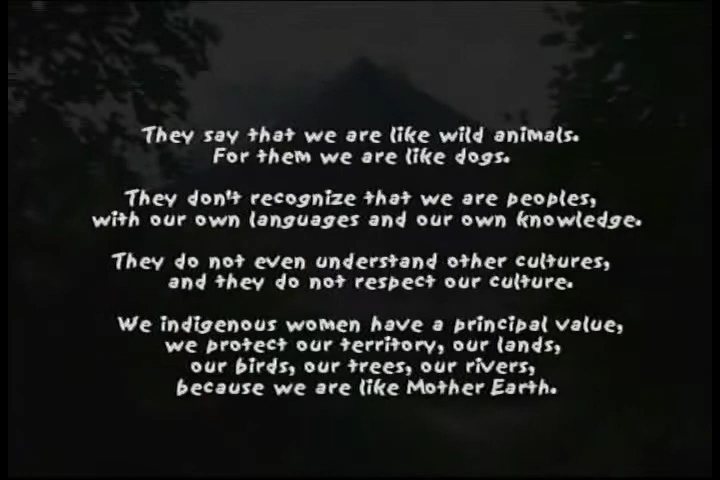 They say that we are like wild animals.
For them we are like dogs.
They don't recognize that we are peoples,
with our own languages and our own knowledge.
They do not even understand other cultures,
and they do not respect our culture.
We indigenous women have a principal value,
we protect our territory, our lands,
our birds, our trees, our rivers,
because we are like Mother Earth.